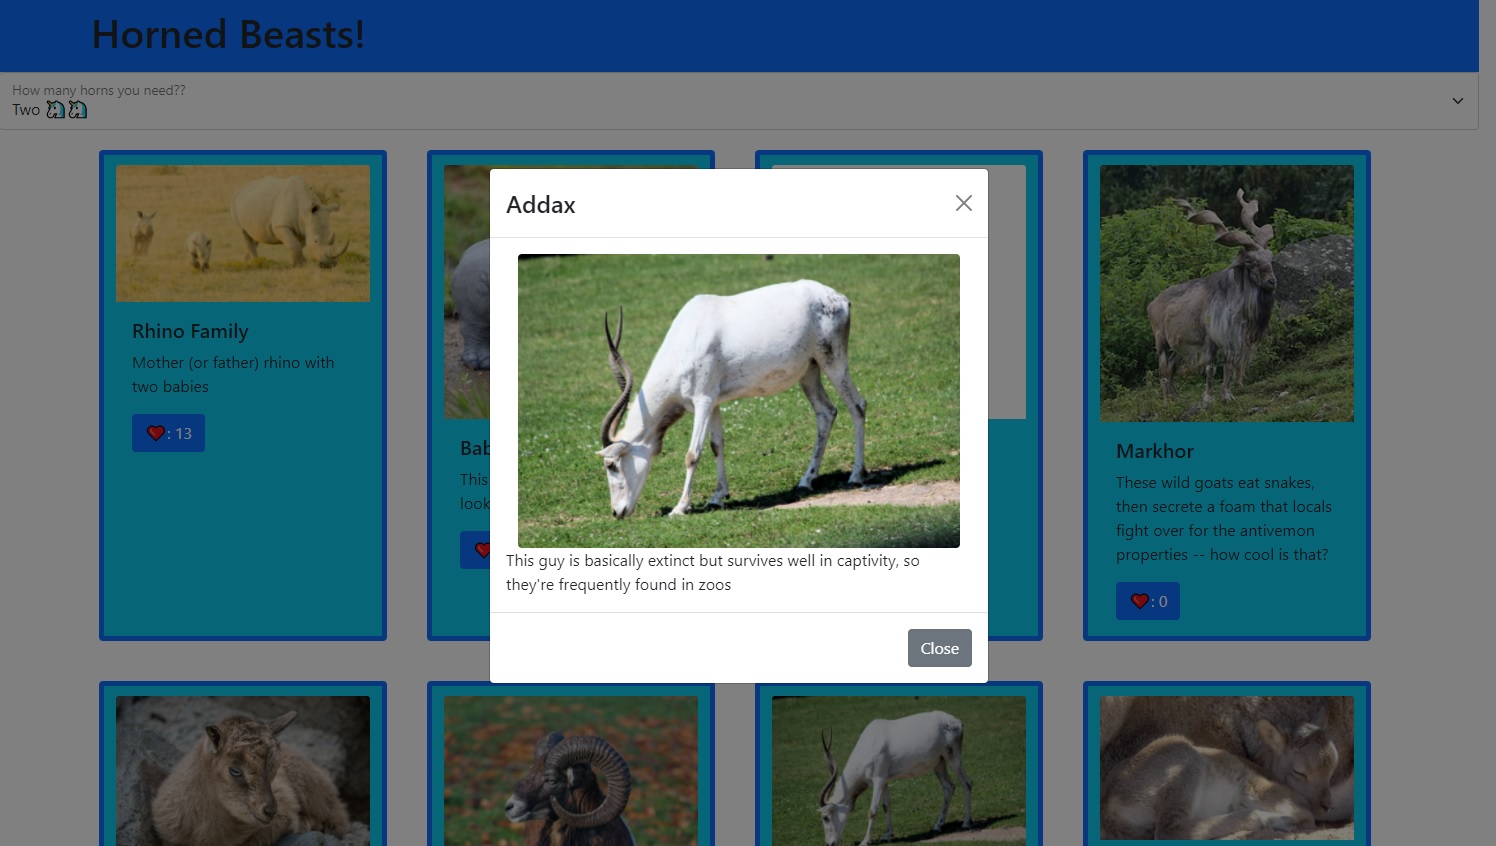 Horned Beasts!
How many horns you need??
Two
Addax
This guy is basically extinct but survives well in captivity, so
they're frequently found in zoos
Close
Rhino Family
Mother (or father) rhino with
two babies
❤️: 13
Bab
This
look
Markhor
These wild goats eat snakes,
then secrete a foam that locals
fight over for the antivemon
properties -- how cool is that?
❤️: 0